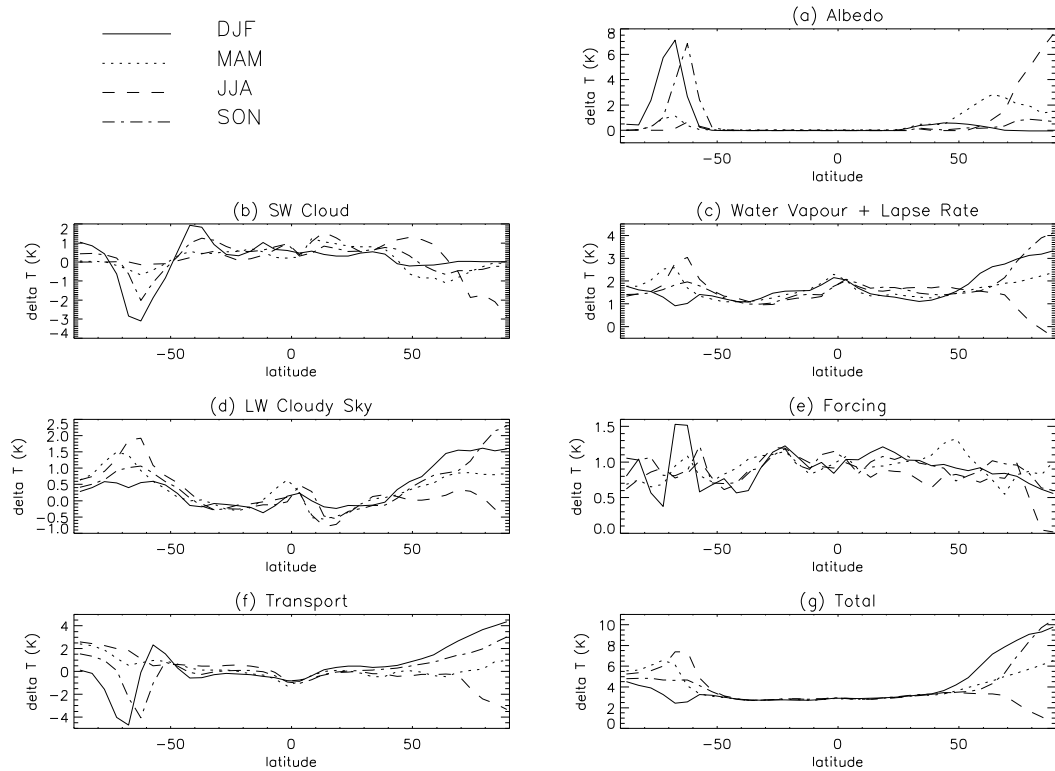 DJF
MAM
JJA
SON
(a) Albedo
delta T (K)
8
6
4
2
0
−50 0 50
latitude
(b) SW Cloud
delta T (K)
2
1
0
−1
−2
−3
−4
−50 0 50
latitude
(c) Water Vapour + Lapse Rate
delta T (K)
4
3
2
1
0
−50 0 50
latitude
(d) LW Cloudy Sky
delta T (K)
2.5
2.0
1.5
1.0
0.5
0.0
−0.5
−1.0
−50 0 50
latitude
(e) Forcing
delta T (K)
1.5
1.0
0.5
0.0
−50 0 50
latitude
(f) Transport
delta T (K)
4
2
0
−2
−4
−50 0 50
latitude
(g) Total
delta T (K)
10
8
6
4
2
0
−50 0 50
latitude